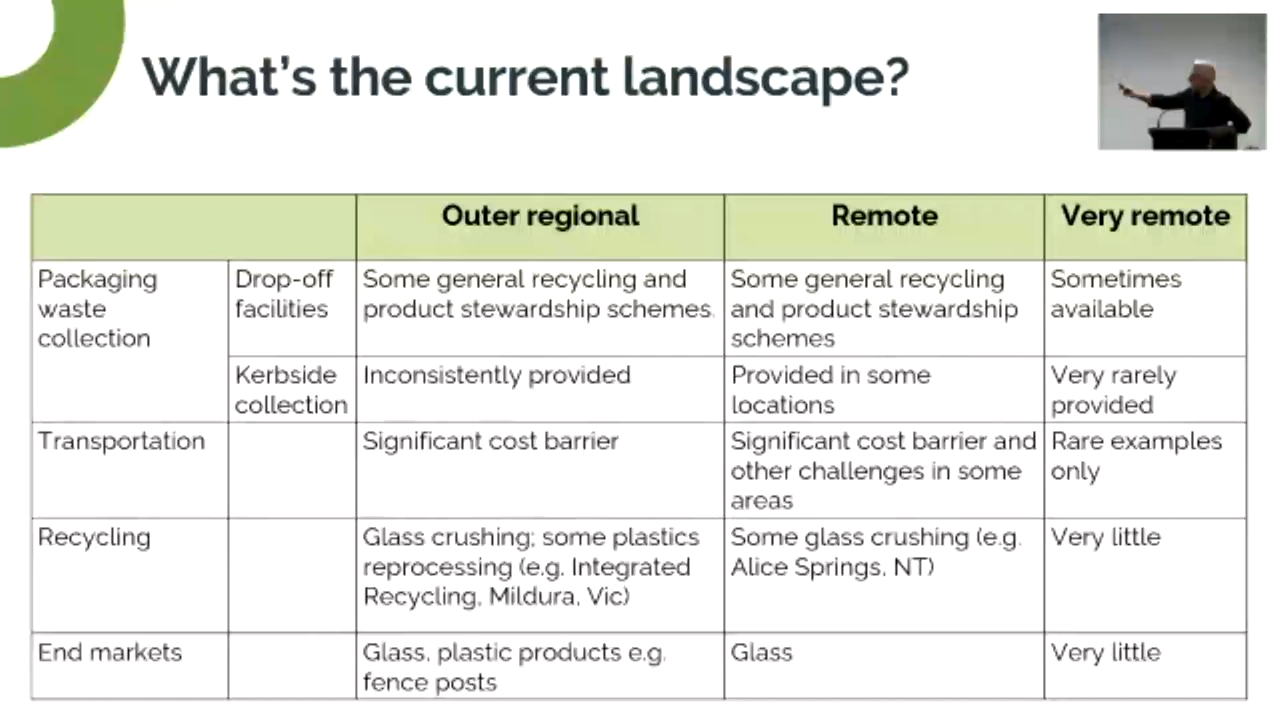 What's the current landscape?
Outer regional
Remote
Very remote
Packaging
waste
collection
Drop-off
facilities
Some general recycling and
product stewardship schemes.
Some general recycling
and product stewardship
schemes
Sometimes
available
Kerbside
collection
Inconsistently provided
Provided in some
locations
Very rarely
provided
Transportation
Significant cost barrier
Significant cost barrier and
other challenges in some
areas
Rare examples
only
Recycling
Glass crushing; some plastics
reprocessing (e.g. Integrated
Recycling, Mildura, Vic)
Some glass crushing (e.g.
Alice Springs, NT)
Very little
End markets
Glass, plastic products e.g.
fence posts
Glass
Very little